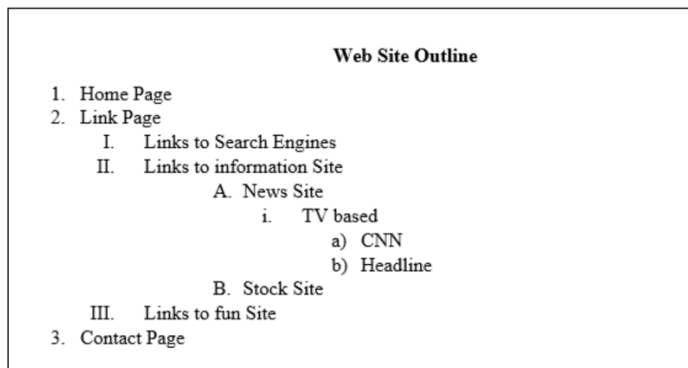 Web Site Outline
1. Home Page
2. Link Page
I. Links to Search Engines
II. Links to information Site
A. News Site
i. TV based
a) CNN
b) Headline
B. Stock Site
III. Links to fun Site
3. Contact Page